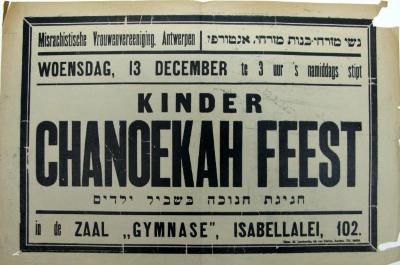 Misrachistische Vrouwenvereeniging. Antwerpen
נשי מזרחי-בנות מזרחי. אנטורפי
WOENSDAG, 13 DECEMBER te 3 uur 's namiddags stipt
KINDER
CHANOEKAH FEEST
חגיגת חנוכה בשביל ילדים
in de ZAAL „GYMNASE", ISABELLALEI, 102.